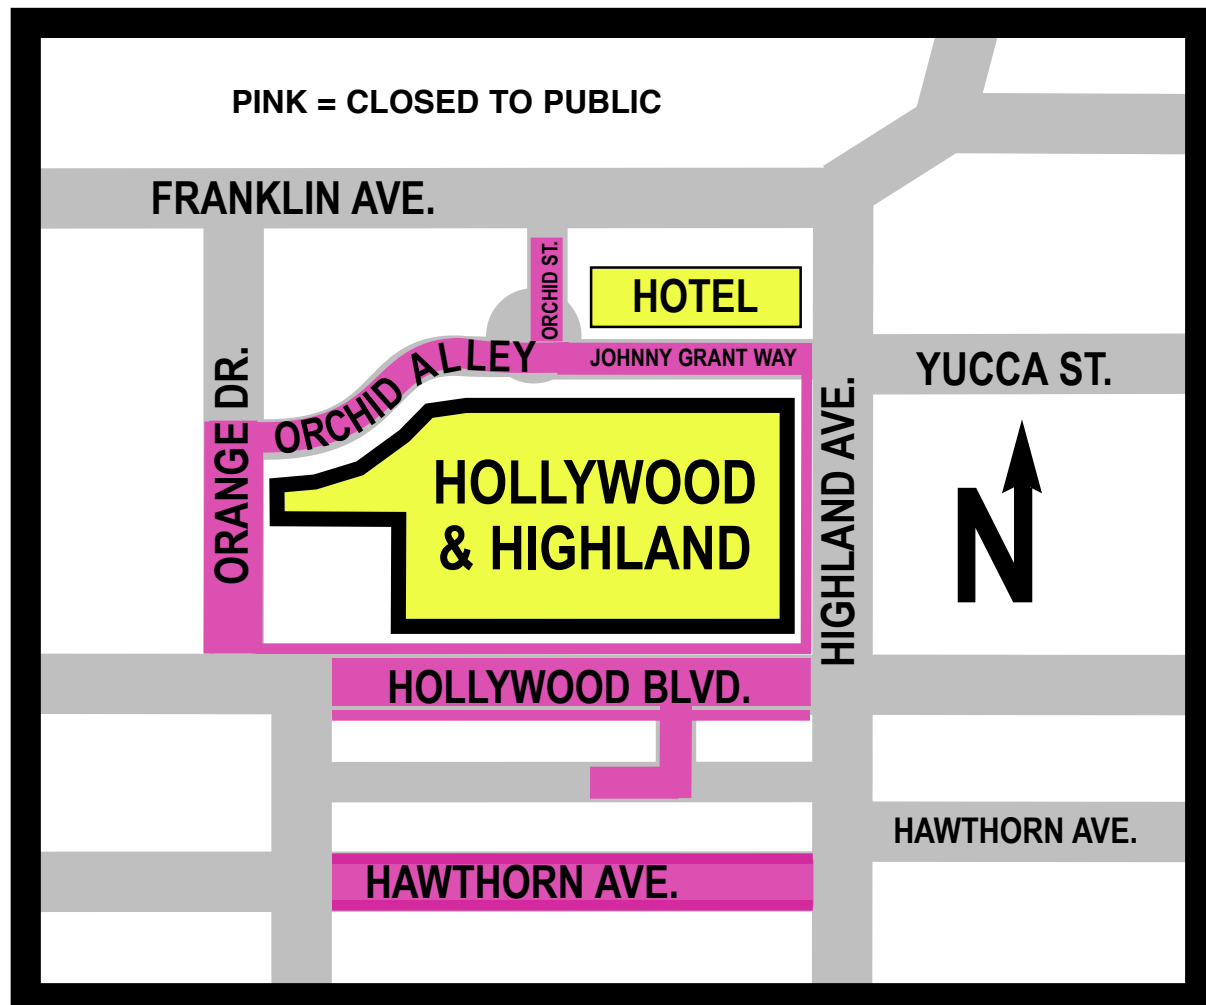 PINK = CLOSED TO PUBLIC
FRANKLIN AVE.
ORCHID ST.
HOTEL
ORCHID ALLEY
JOHNNY GRANT WAY
YUCCA ST.
ORANGE DR.
HOLLYWOOD
& HIGHLAND
HIGHLAND AVE.
N
HOLLYWOOD BLVD.
HAWTHORN AVE.
HAWTHORN AVE.